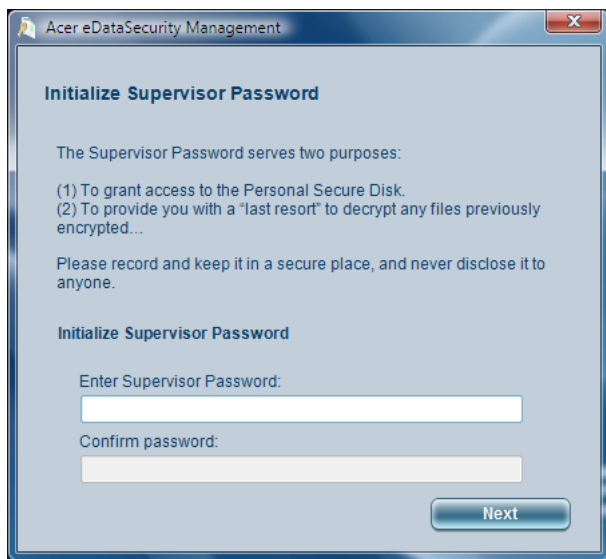 Acer eDataSecurity Management
Initialize Supervisor Password
The Supervisor Password serves two purposes:
(1) To grant access to the Personal Secure Disk.
(2) To provide you with a “last resort” to decrypt any files previously
encrypted...
Please record and keep it in a secure place, and never disclose it to
anyone.
Initialize Supervisor Password
Enter Supervisor Password:
Confirm password:
Next